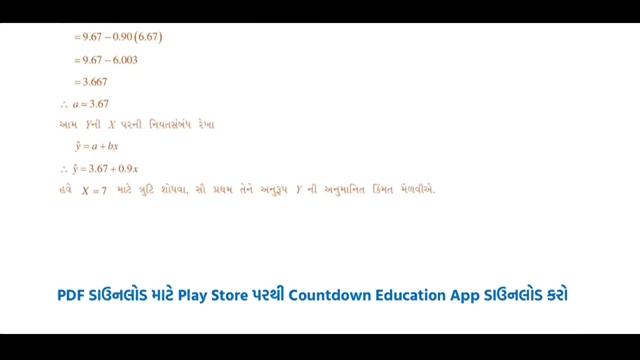 = 9.67 – 0.90(6.67)
= 9.67 – 6.003
= 3.667
∴ a = 3.67
આમ Yની X પરની નિયતસંબંધ રેખા
ŷ = a + bx
∴ ŷ = 3.67 + 0.9x
હવે X = 7 માટે ત્રુટિ શોધવા, સૌ પ્રથમ તેને અનુરૂપ Y ની અનુમાનિત કિંમત મેળવીએ.
PDF ડાઉનલોડ માટે Play Store પરથી Countdown Education App ડાઉનલોડ કરો